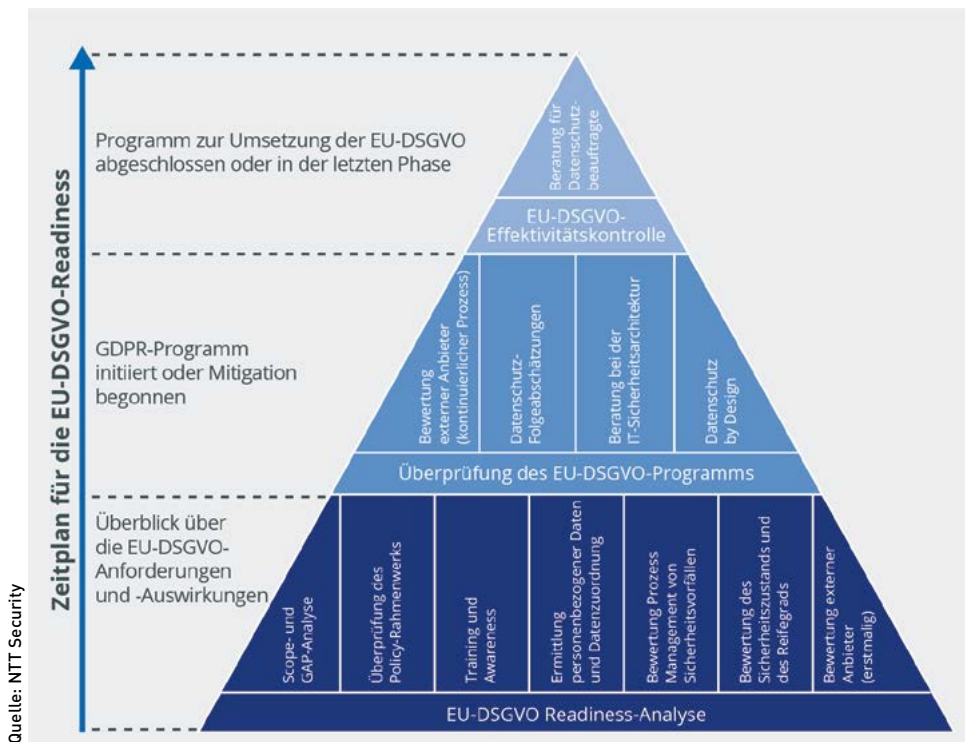 Zeitplan für die EU-DSGVO-Readiness
Programm zur Umsetzung der EU-DSGVO
abgeschlossen oder in der letzten Phase
Beratung für
Datenschutz-
beauftragte
EU-DSGVO-
Effektivitätskontrolle
GDPR-Programm
initiiert oder Mitigation
begonnen
Bewertung
externer Anbieter
(kontinuierlicher Prozess)
Datenschutz-
Folgeabschätzungen
Beratung bei der
IT-Sicherheitsarchitektur
Datenschutz
by Design
Überprüfung des EU-DSGVO-Programms
Überblick über
die EU-DSGVO-
Anforderungen
und -Auswirkungen
Scope- und
GAP-Analyse
Überprüfung des
Policy-Rahmenwerks
Training und
Awareness
Ermittlung
personenbezogener Daten
und Datenzuordnung
Bewertung Prozess
Management von
Sicherheitsvorfällen
Bewertung des
Sicherheitszustands und
des Reifegrads
Bewertung externer
Anbieter
(erstmalig)
EU-DSGVO Readiness-Analyse
Quelle: NTT Security